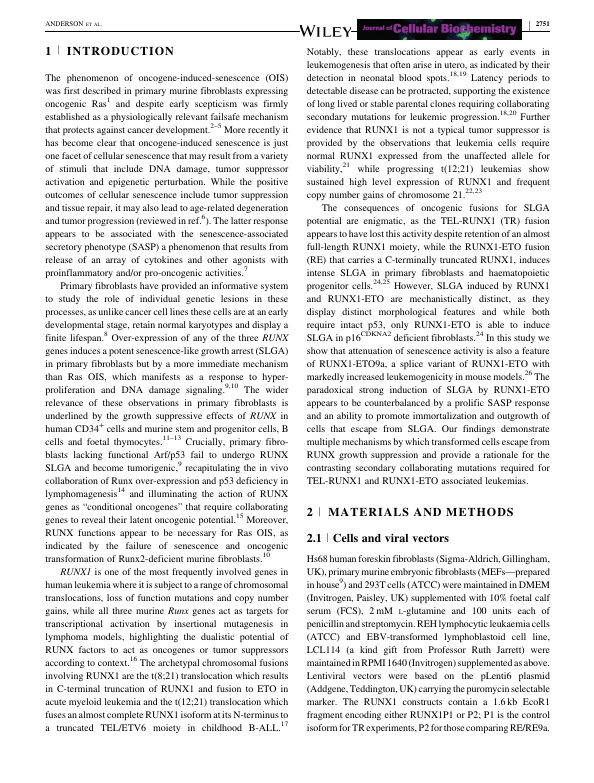 ANDERSON ET AL.
WILEY
Journal of Cellular Biochemistry
2751
1 | INTRODUCTION
The phenomenon of oncogene-induced-senescence (OIS)
was first described in primary murine fibroblasts expressing
oncogenic Ras1 and despite early scepticism was firmly
established as a physiologically relevant failsafe mechanism
that protects against cancer development.2–5 More recently it
has become clear that oncogene-induced senescence is just
one facet of cellular senescence that may result from a variety
of stimuli that include DNA damage, tumor suppressor
activation and epigenetic perturbation. While the positive
outcomes of cellular senescence include tumor suppression
and tissue repair, it may also lead to age-related degeneration
and tumor progression (reviewed in ref.6). The latter response
appears to be associated with the senescence-associated
secretory phenotype (SASP) a phenomenon that results from
release of an array of cytokines and other agonists with
proinflammatory and/or pro-oncogenic activities.7
Primary fibroblasts have provided an informative system
to study the role of individual genetic lesions in these
processes, as unlike cancer cell lines these cells are at an early
developmental stage, retain normal karyotypes and display a
finite lifespan.8 Over-expression of any of the three RUNX
genes induces a potent senescence-like growth arrest (SLGA)
in primary fibroblasts but by a more immediate mechanism
than Ras OIS, which manifests as a response to hyper-
proliferation and DNA damage signaling.9,10 The wider
relevance of these observations in primary fibroblasts is
underlined by the growth suppressive effects of RUNX in
human CD34+ cells and murine stem and progenitor cells, B
cells and foetal thymocytes.11–13 Crucially, primary fibro-
blasts lacking functional Arf/p53 fail to undergo RUNX
SLGA and become tumorigenic,9 recapitulating the in vivo
collaboration of Runx over-expression and p53 deficiency in
lymphomagenesis14 and illuminating the action of RUNX
genes as “conditional oncogenes” that require collaborating
genes to reveal their latent oncogenic potential.15 Moreover,
RUNX functions appear to be necessary for Ras OIS, as
indicated by the failure of senescence and oncogenic
transformation of Runx2-deficient murine fibroblasts.10
RUNX1 is one of the most frequently involved genes in
human leukemia where it is subject to a range of chromosomal
translocations, loss of function mutations and copy number
gains, while all three murine Runx genes act as targets for
transcriptional activation by insertional mutagenesis in
lymphoma models, highlighting the dualistic potential of
RUNX factors to act as oncogenes or tumor suppressors
according to context.16 The archetypal chromosomal fusions
involving RUNX1 are the t(8;21) translocation which results
in C-terminal truncation of RUNX1 and fusion to ETO in
acute myeloid leukemia and the t(12;21) translocation which
fuses an almost complete RUNX1 isoform at its N-terminus to
a truncated TEL/ETV6 moiety in childhood B-ALL.17
Notably, these translocations appear as early events in
leukemogenesis that often arise in utero, as indicated by their
detection in neonatal blood spots.18,19 Latency periods to
detectable disease can be protracted, supporting the existence
of long lived or stable parental clones requiring collaborating
secondary mutations for leukemic progression.18,20 Further
evidence that RUNX1 is not a typical tumor suppressor is
provided by the observations that leukemia cells require
normal RUNX1 expressed from the unaffected allele for
viability,21 while progressing t(12;21) leukemias show
sustained high level expression of RUNX1 and frequent
copy number gains of chromosome 21.22,23
The consequences of oncogenic fusions for SLGA
potential are enigmatic, as the TEL-RUNX1 (TR) fusion
appears to have lost this activity despite retention of an almost
full-length RUNX1 moiety, while the RUNX1-ETO fusion
(RE) that carries a C-terminally truncated RUNX1, induces
intense SLGA in primary fibroblasts and haematopoietic
progenitor cells.24,25 However, SLGA induced by RUNX1
and RUNX1-ETO are mechanistically distinct, as they
display distinct morphological features and while both
require intact p53, only RUNX1-ETO is able to induce
SLGA in p16CDKNA2 deficient fibroblasts.24 In this study we
show that attenuation of senescence activity is also a feature
of RUNX1-ETO9a, a splice variant of RUNX1-ETO with
markedly increased leukemogenicity in mouse models.26 The
paradoxical strong induction of SLGA by RUNX1-ETO
appears to be counterbalanced by a prolific SASP response
and an ability to promote immortalization and outgrowth of
cells that escape from SLGA. Our findings demonstrate
multiple mechanisms by which transformed cells escape from
RUNX growth suppression and provide a rationale for the
contrasting secondary collaborating mutations required for
TEL-RUNX1 and RUNX1-ETO associated leukemias.
2 | MATERIALS AND METHODS
2.1 | Cells and viral vectors
Hs68 human foreskin fibroblasts (Sigma-Aldrich, Gillingham,
UK), primary murine embryonic fibroblasts (MEFs—prepared
in house9) and 293T cells (ATCC) were maintained in DMEM
(Invitrogen, Paisley, UK) supplemented with 10% foetal calf
serum (FCS), 2 mM L-glutamine and 100 units each of
penicillin and streptomycin. REH lymphocytic leukaemia cells
(ATCC) and EBV-transformed lymphoblastoid cell line,
LCL114 (a kind gift from Professor Ruth Jarrett) were
maintained in RPMI 1640 (Invitrogen) supplemented as above.
Lentiviral vectors were based on the pLenti6 plasmid
(Addgene, Teddington, UK) carrying the puromycin selectable
marker. The RUNX1 constructs contain a 1.6 kb EcoR1
fragment encoding either RUNX1P1 or P2; P1 is the control
isoform for TR experiments, P2 for those comparing RE/RE9a.